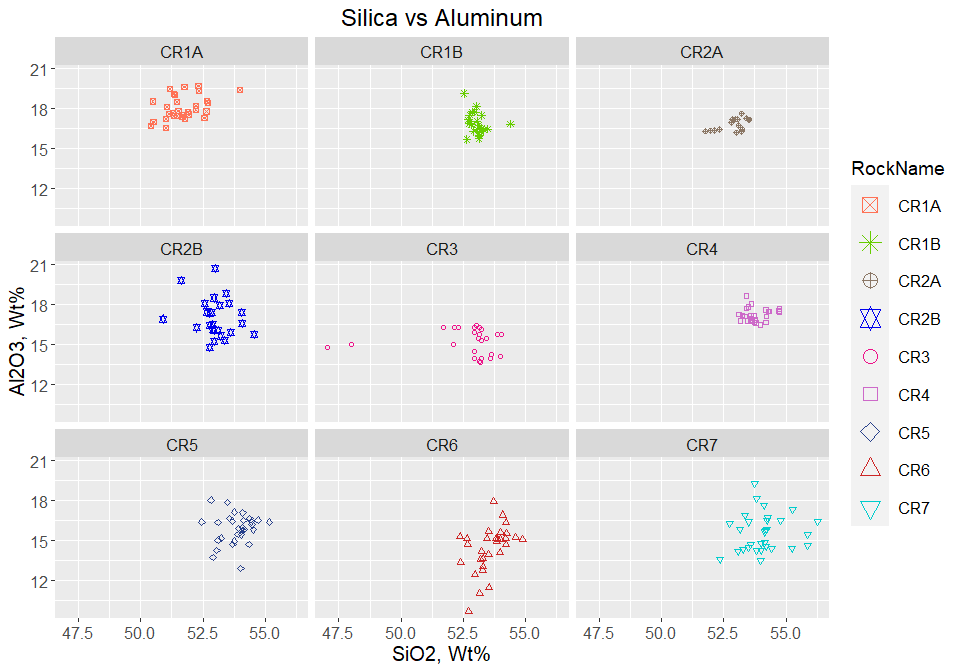 Silica vs Aluminum
CR1A
CR1B
CR2A
21
18
15
12
CR2B
CR3
CR4
21
18
15
12
CR5
CR6
CR7
21
18
15
12
47.5 50.0 52.5 55.0
47.5 50.0 52.5 55.0
47.5 50.0 52.5 55.0
SiO2, Wt%
Al2O3, Wt%
RockName
CR1A
CR1B
CR2A
CR2B
CR3
CR4
CR5
CR6
CR7